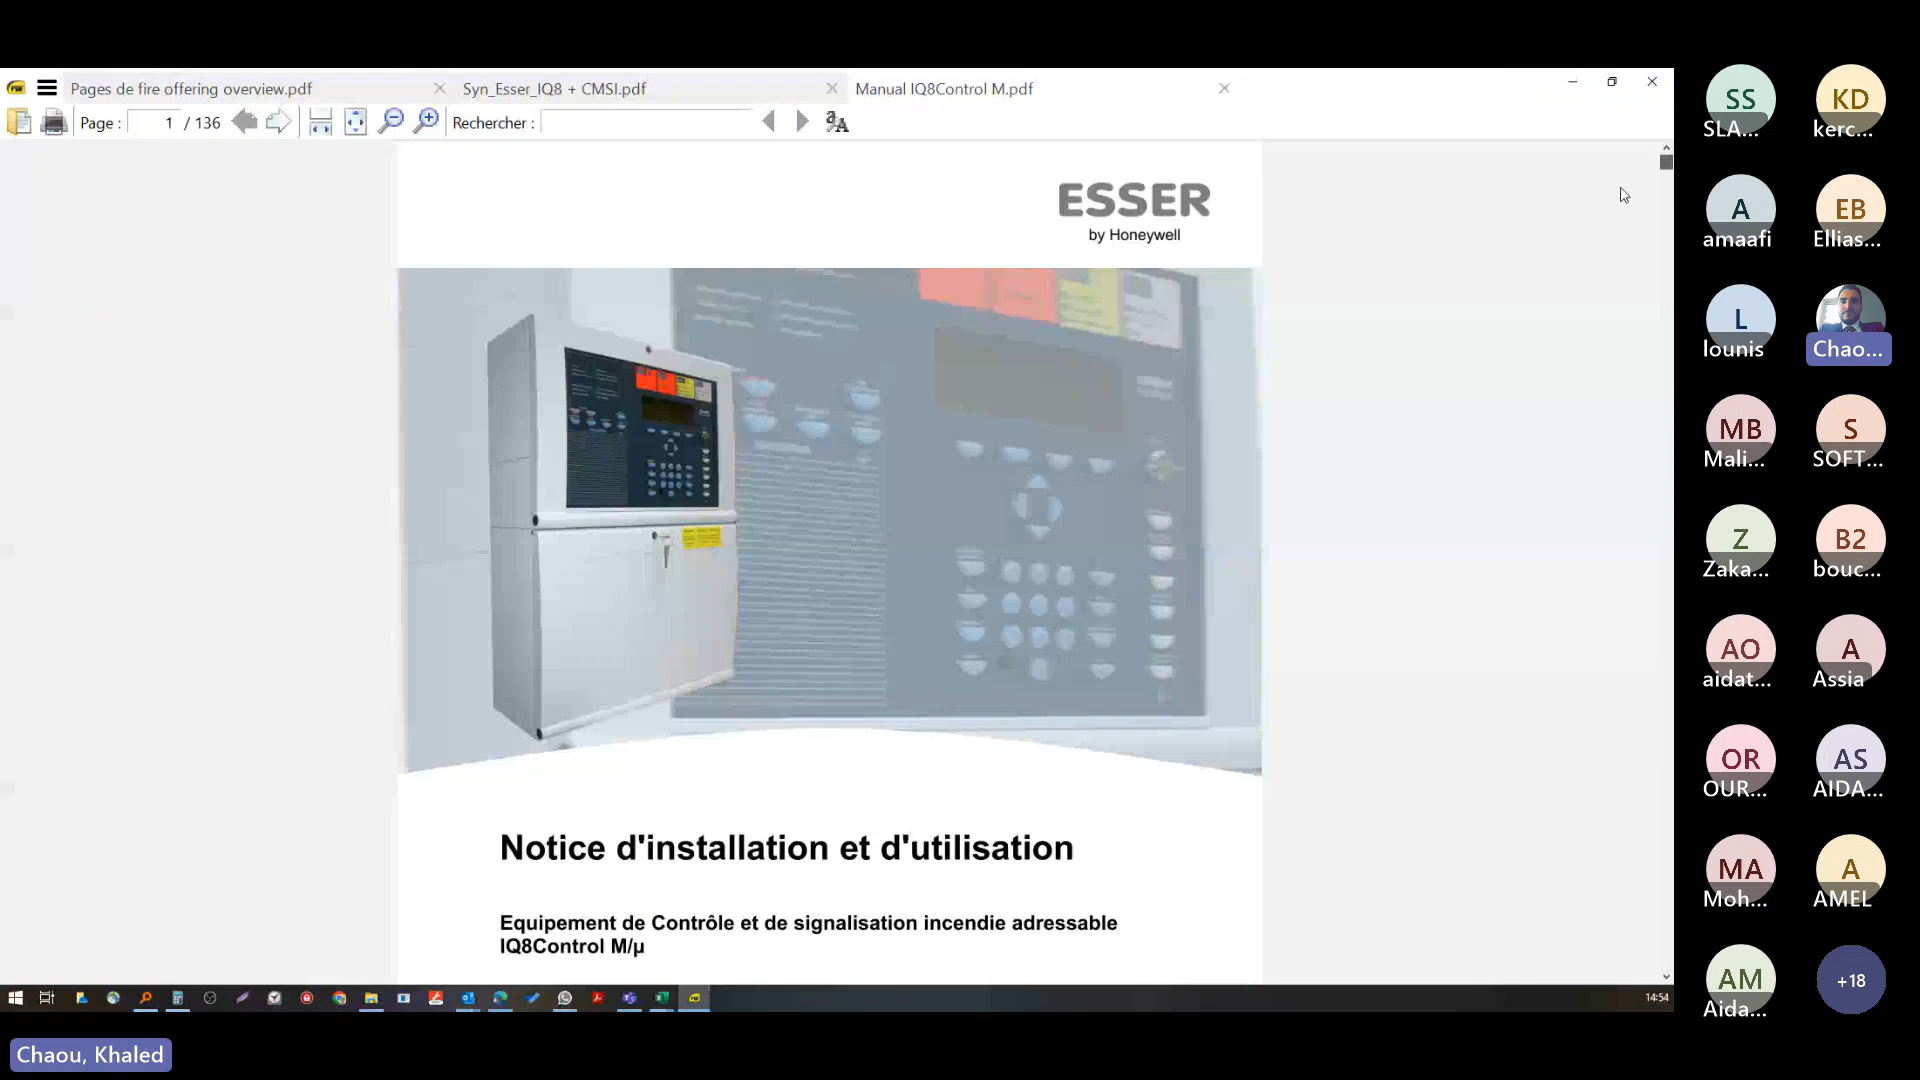 Pages de fire offering overview.pdf
Syn_Esser_IQ8 + CMSI.pdf
Manual IQ8Control M.pdf
Page : 1 / 136
Rechercher :
ESSER
by Honeywell
Notice d'installation et d'utilisation
Equipement de Contrôle et de signalisation incendie adressable
IQ8Control M/µ
14:54
SS
SLA...
KD
kerc...
A
amaafi
EB
Ellias...
L
lounis
Chao...
MB
Mali...
S
SOFT...
Z
Zaka...
B2
bouc...
AO
aidat...
A
Assia
OR
OUR...
AS
AIDA...
MA
Moh...
A
AMEL
AM
Aida...
+18
Chaou, Khaled